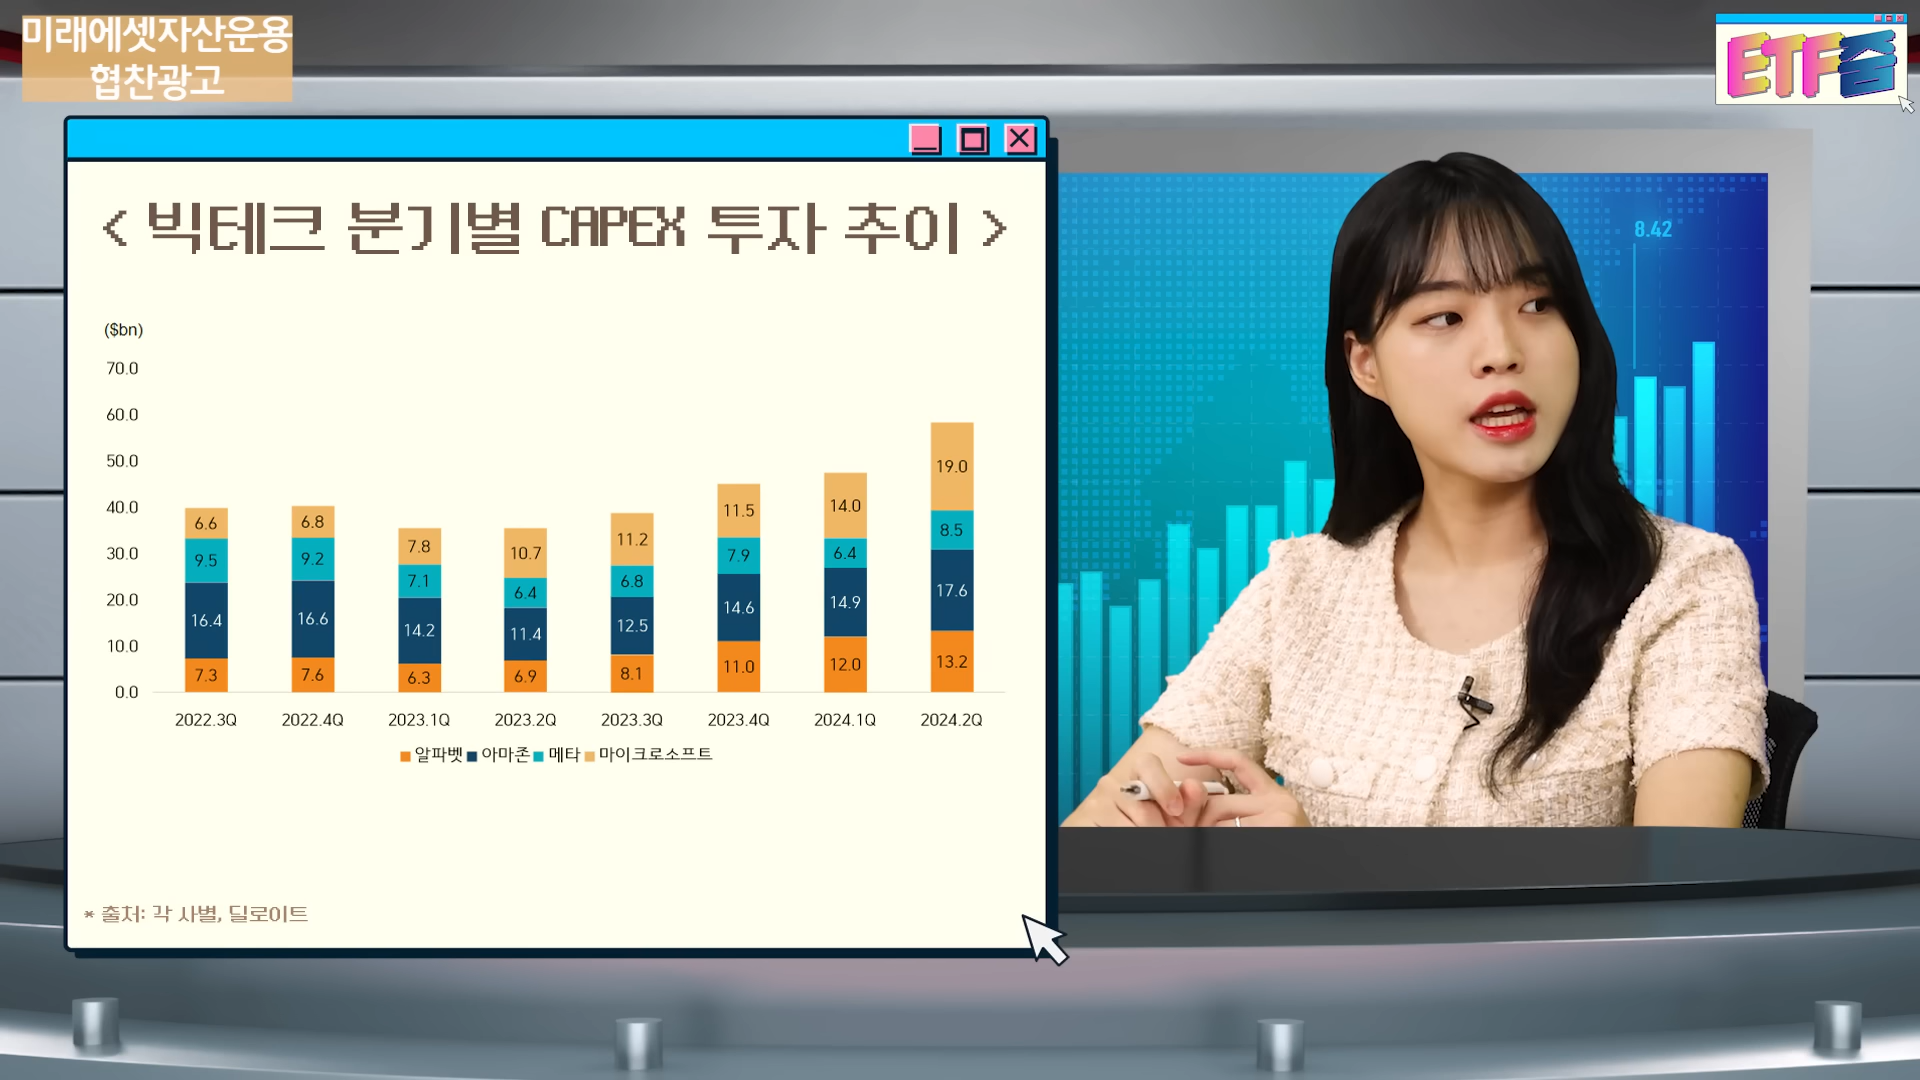 미래에셋자산운용
협찬광고
ETF줌
< 빅테크 분기별 CAPEX 투자 추이 >
($bn)
70.0
60.0
50.0
40.0
30.0
20.0
10.0
0.0
6.6 6.8 7.8 10.7 11.2 11.5 14.0 19.0
9.5 9.2 7.1 6.4 6.8 7.9 6.4 8.5
16.4 16.6 14.2 11.4 12.5 14.6 14.9 17.6
7.3 7.6 6.3 6.9 8.1 11.0 12.0 13.2
2022.3Q 2022.4Q 2023.1Q 2023.2Q 2023.3Q 2023.4Q 2024.1Q 2024.2Q
알파벳 아마존 메타 마이크로소프트
* 출처: 각 사별, 딜로이트
8.42